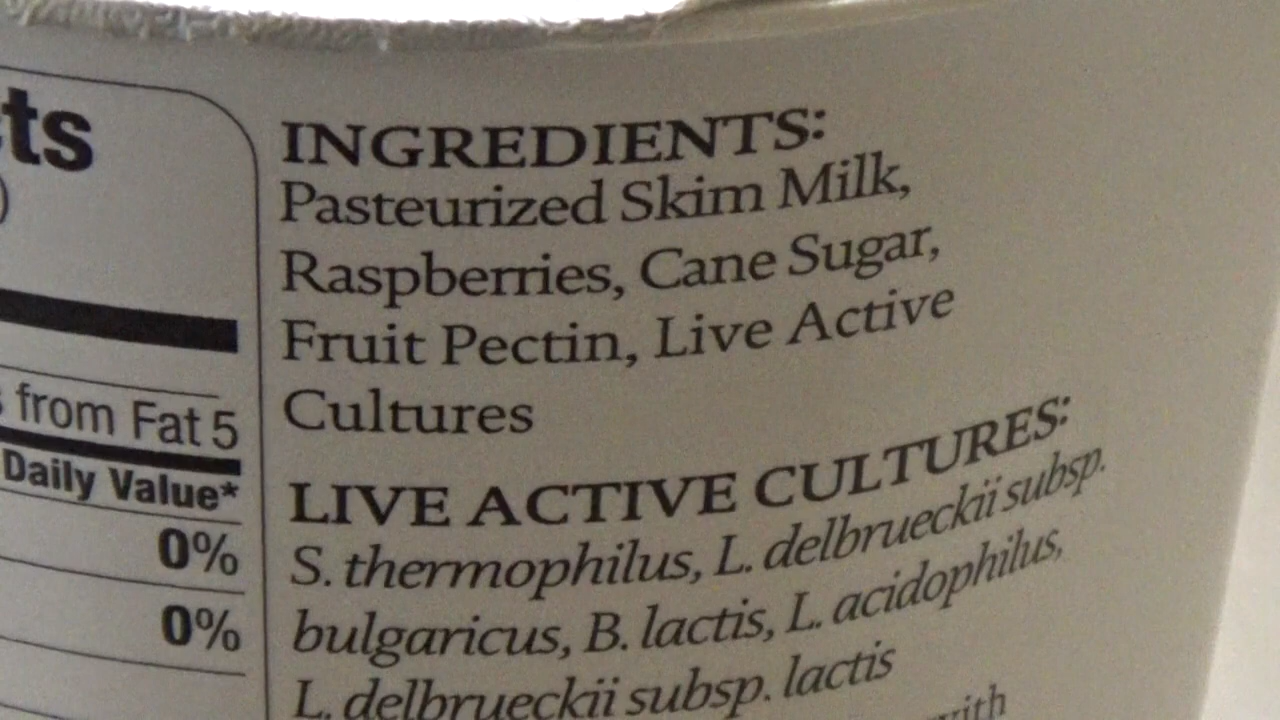 ts
)
INGREDIENTS:
Pasteurized Skim Milk,
Raspberries, Cane Sugar,
Fruit Pectin, Live Active
Cultures
from Fat 5
Daily Value*
0%
0%
LIVE ACTIVE CULTURES:
S. thermophilus, L. delbrueckii subsp.
bulgaricus, B. lactis, L. acidophilus,
L. delbrueckii subsp. lactis
with